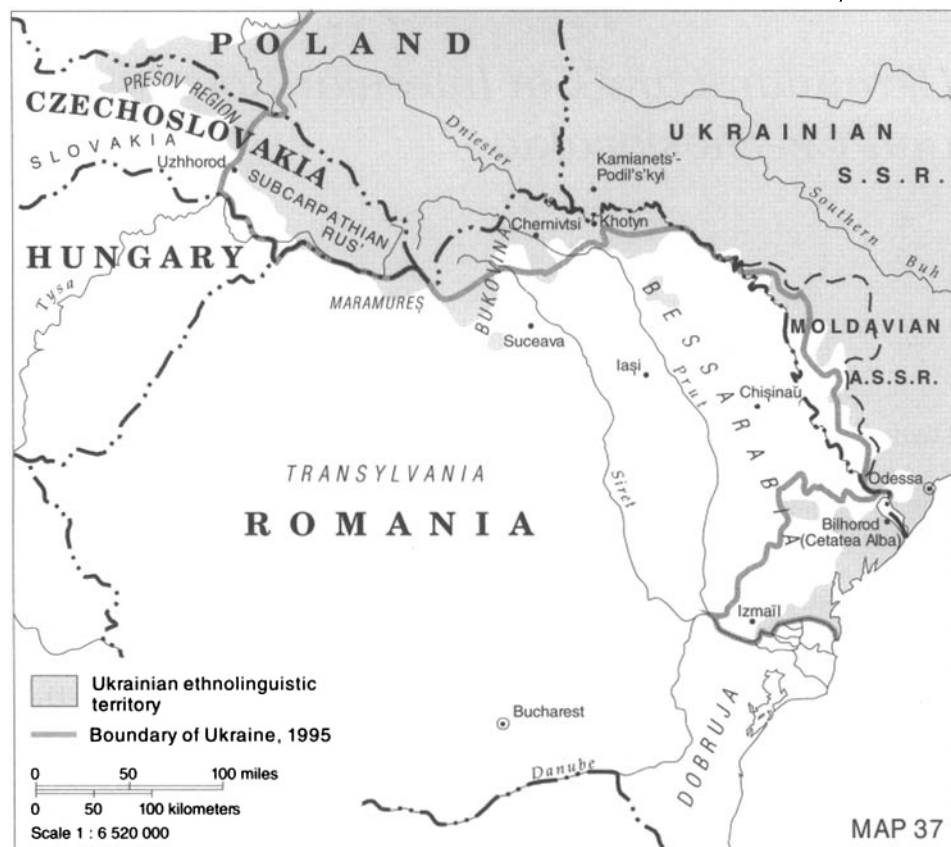 POLAND
PREŠOV REGION
CZECHOSLOVAKIA
SLOVAKIA
Uzhhorod
SUBCARPATHIAN
RUS'
HUNGARY
Tysa
MARAMUREŞ
Dniester
UKRAINIAN
S.S.R.
Kamianets'-
Podil's'kyi
Southern
Buh
Chernivtsi
Khotyn
BUKOVINA
Suceava
BESSARABIA
MOLDAVIAN
A.S.S.R.
Iaşi
Prut
Chişinaŭ
TRANSYLVANIA
ROMANIA
Siret
Odessa
Bilhorod
(Cetatea Alba)
Izmaïl
Bucharest
Danube
DOBRUJA
Ukrainian ethnolinguistic
territory
Boundary of Ukraine, 1995
0 50 100 miles
0 50 100 kilometers
Scale 1 : 6 520 000
MAP 37